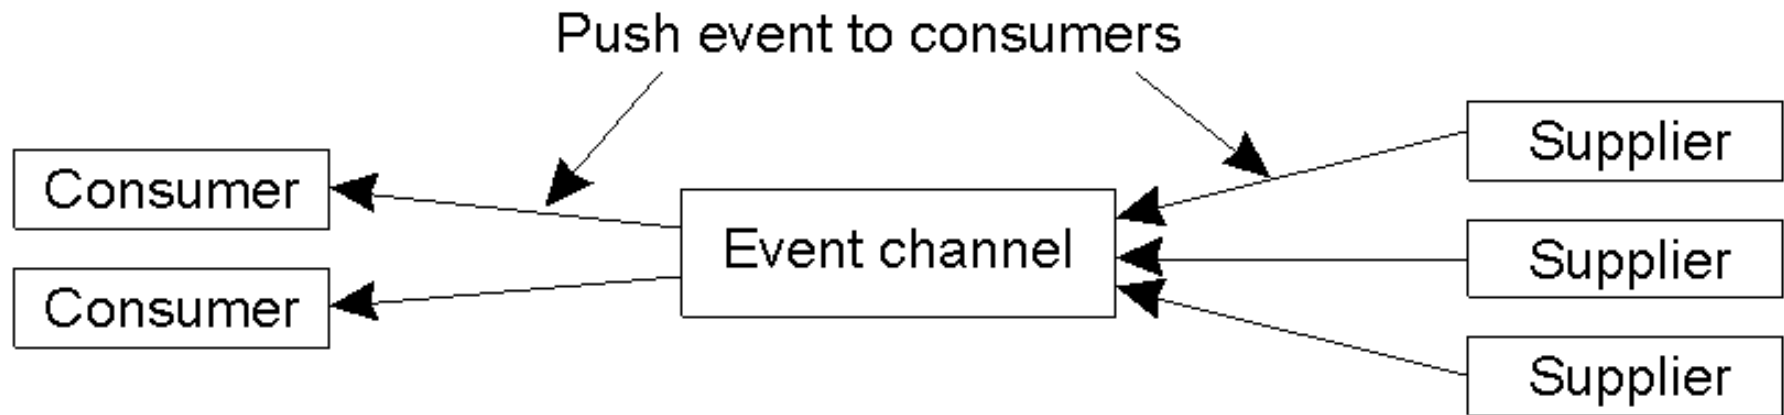 Push event to consumers
Supplier
Consumer
Event channel
Supplier
Consumer
Supplier